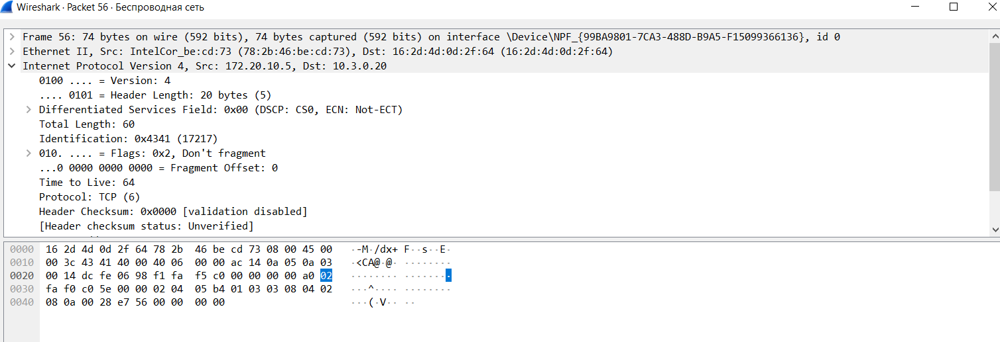 Wireshark · Packet 56 · Беспроводная сеть
Frame 56: 74 bytes on wire (592 bits), 74 bytes captured (592 bits) on interface \Device\NPF_{99BA9801-7CA3-488D-B9A5-F15099366136}, id 0
Ethernet II, Src: IntelCor_be:cd:73 (78:2b:46:be:cd:73), Dst: 16:2d:4d:0d:2f:64 (16:2d:4d:0d:2f:64)
Internet Protocol Version 4, Src: 172.20.10.5, Dst: 10.3.0.20
0100 .... = Version: 4
.... 0101 = Header Length: 20 bytes (5)
Differentiated Services Field: 0x00 (DSCP: CS0, ECN: Not-ECT)
Total Length: 60
Identification: 0x4341 (17217)
010. .... = Flags: 0x2, Don't fragment
...0 0000 0000 0000 = Fragment Offset: 0
Time to Live: 64
Protocol: TCP (6)
Header Checksum: 0x0000 [validation disabled]
[Header checksum status: Unverified]
0000 16 2d 4d 0d 2f 64 78 2b 46 be cd 73 08 00 45 00 ·-M·/dx+ F··s··E·
0010 00 3c 43 41 40 00 40 06 00 00 ac 14 0a 05 0a 03 ·<CA@·@· ········
0020 00 14 dc fe 06 98 f1 fa f5 c0 00 00 00 00 a0 02 ········ ········
0030 fa f0 c0 5e 00 00 02 04 05 b4 01 03 03 08 04 02 ···^···· ········
0040 08 0a 00 28 e7 56 00 00 00 00 ···(·V·· ··